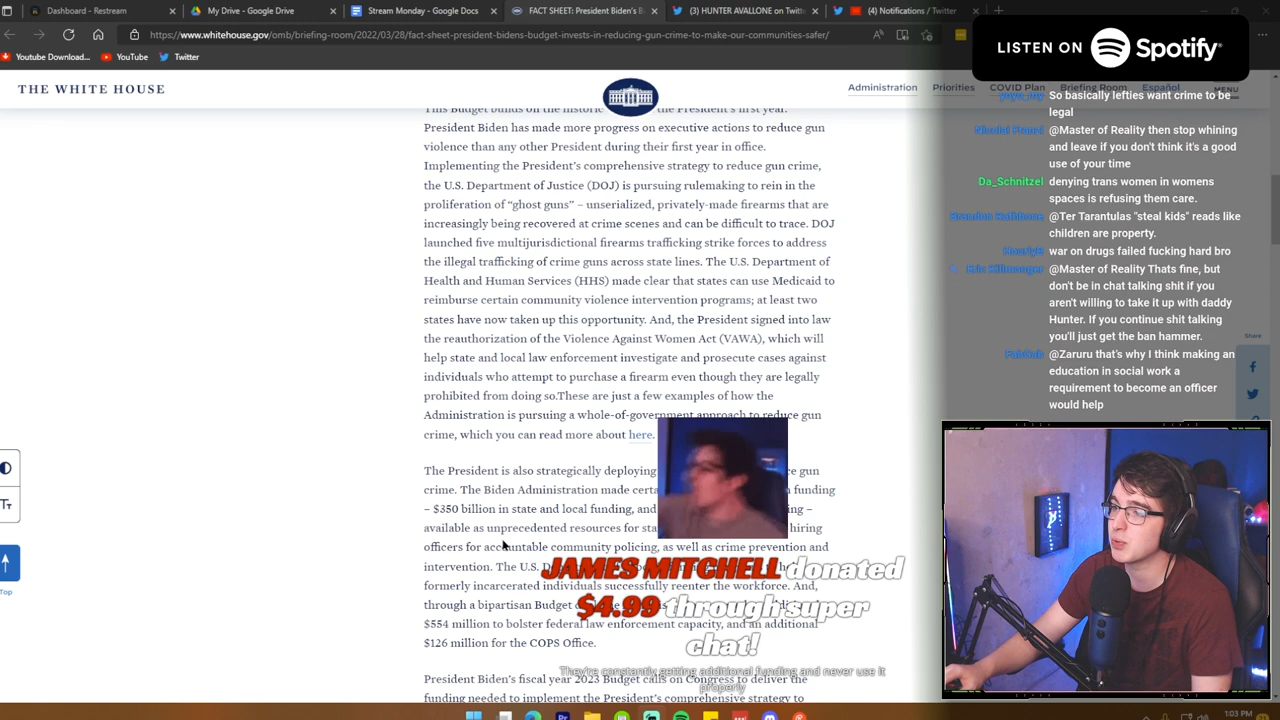 Dashboard - Restream
My Drive - Google Drive
Stream Monday - Google Docs
FACT SHEET: President Biden's B
(3) HUNTER AVALLONE on Twitt
(4) Notifications / Twitter
https://www.whitehouse.gov/omb/briefing-room/2022/03/28/fact-sheet-president-bidens-budget-invests-in-reducing-gun-crime-to-make-our-communities-safer/
Youtube Download...
YouTube
Twitter
LISTEN ON Spotify
THE WHITE HOUSE
Administration
Priorities
COVID Plan
Briefing Room
Español
MENU
This Budget builds on the historic the President's first year.
President Biden has made more progress on executive actions to reduce gun
violence than any other President during their first year in office.
Implementing the President's comprehensive strategy to reduce gun crime,
the U.S. Department of Justice (DOJ) is pursuing rulemaking to rein in the
proliferation of “ghost guns” – unserialized, privately-made firearms that are
increasingly being recovered at crime scenes and can be difficult to trace. DOJ
launched five multijurisdictional firearms trafficking strike forces to address
the illegal trafficking of crime guns across state lines. The U.S. Department of
Health and Human Services (HHS) made clear that states can use Medicaid to
reimburse certain community violence intervention programs; at least two
states have now taken up this opportunity. And, the President signed into law
the reauthorization of the Violence Against Women Act (VAWA), which will
help state and local law enforcement investigate and prosecute cases against
individuals who attempt to purchase a firearm even though they are legally
prohibited from doing so.These are just a few examples of how the
Administration is pursuing a whole-of-government approach to reduce gun
crime, which you can read more about here.
The President is also strategically deploying ce gun
crime. The Biden Administration made certa funding
– $350 billion in state and local funding, and ing –
available as unprecedented resources for sta hiring
officers for accountable community policing, as well as crime prevention and
intervention. The U.S. De
formerly incarcerated individuals successfully reenter the workforce. And,
through a bipartisan Budget
$554 million to bolster federal law enforcement capacity, and an additional
$126 million for the COPS Office.
President Biden's fiscal year 2023 Budget calls on Congress to deliver the
funding needed to implement the President's comprehensive strategy to
Top
Share
JAMES MITCHELL donated
$4.99 through super
chat!
They're constantly getting additional funding and never use it
properly
So basically lefties want crime to be
legal
Nicolai Franzi @Master of Reality then stop whining
and leave if you don't think it's a good
use of your time
Da_Schnitzel denying trans women in womens
spaces is refusing them care.
Brandon Rathbone @Ter Tarantulas "steal kids" reads like
children are property.
war on drugs failed fucking hard bro
Eric Killmonger @Master of Reality Thats fine, but
don't be in chat talking shit if you
aren't willing to take it up with daddy
Hunter. If you continue shit talking
you'll just get the ban hammer.
@Zaruru that's why I think making an
education in social work a
requirement to become an officer
would help
1:03 PM